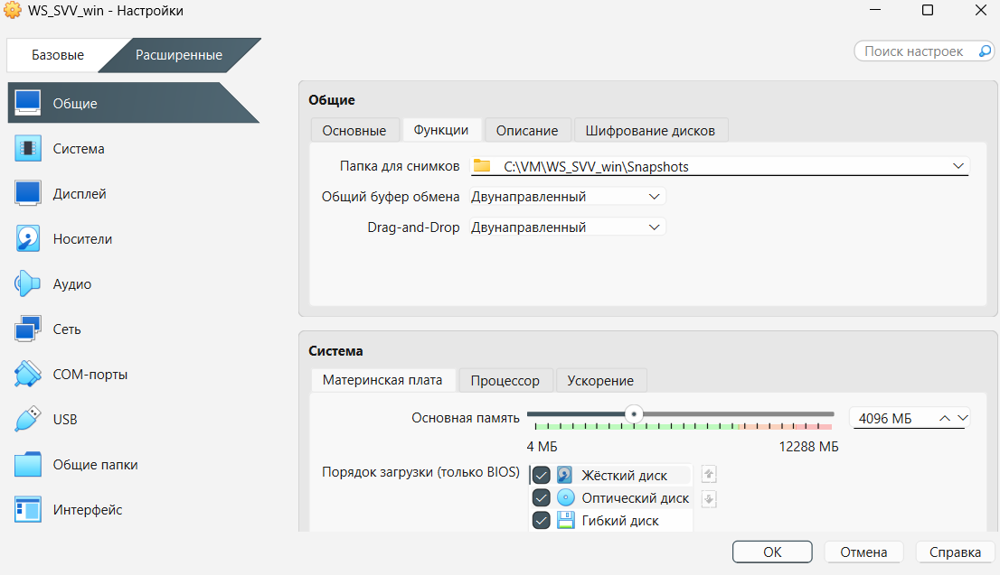 WS_SVV_win - Настройки
Базовые
Расширенные
Поиск настроек
Общие
Система
Дисплей
Носители
Аудио
Сеть
COM-порты
USB
Общие папки
Интерфейс
Общие
Основные
Функции
Описание
Шифрование дисков
Папка для снимков
C:\VM\WS_SVV_win\Snapshots
Общий буфер обмена
Двунаправленный
Drag-and-Drop
Двунаправленный
Система
Материнская плата
Процессор
Ускорение
Основная память
4096 МБ
4 МБ
12288 МБ
Порядок загрузки (только BIOS)
Жёсткий диск
Оптический диск
Гибкий диск
OK
Отмена
Справка